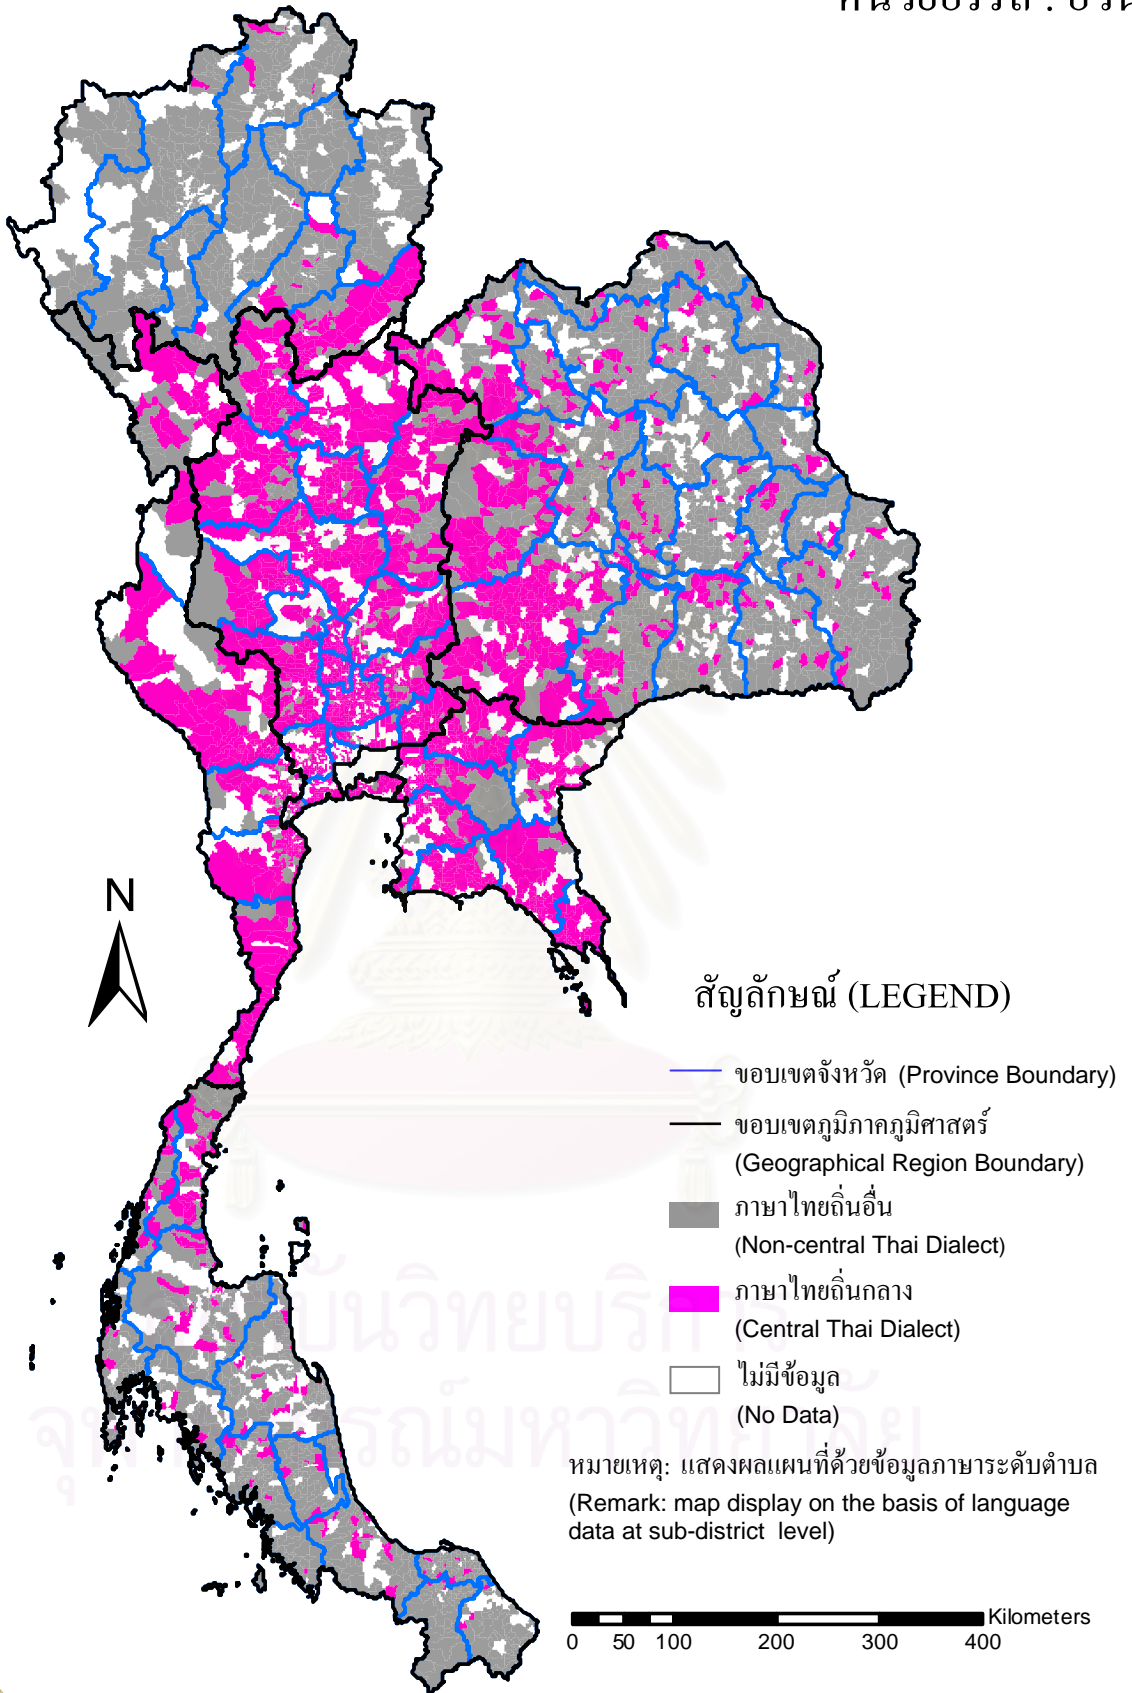 N
สัญลักษณ์ (LEGEND)
ขอบเขตจังหวัด (Province Boundary)
ขอบเขตภูมิภาคภูมิศาสตร์
(Geographical Region Boundary)
ภาษาไทยถิ่นอื่น
(Non-central Thai Dialect)
ภาษาไทยถิ่นกลาง
(Central Thai Dialect)
ไม่มีข้อมูล
(No Data)
หมายเหตุ: แสดงผลแผนที่ด้วยข้อมูลภาษาระดับตำบล
(Remark: map display on the basis of language
data at sub-district level)
Kilometers
0 50 100 200 300 400